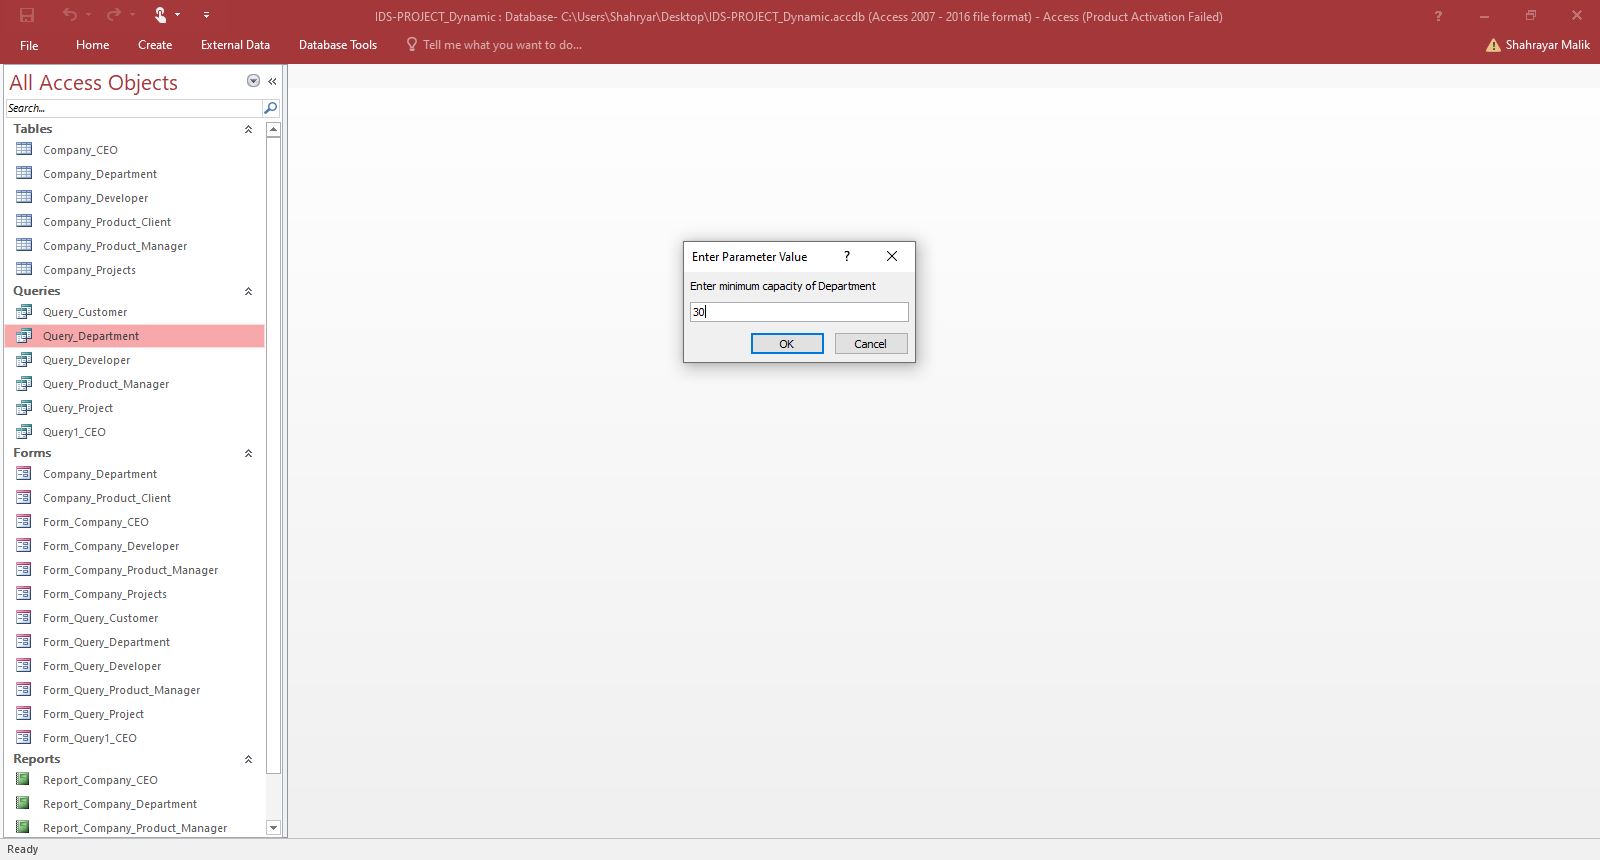 IDS-PROJECT_Dynamic : Database- C:\Users\Shahryar\Desktop\IDS-PROJECT_Dynamic.accdb (Access 2007 - 2016 file format) - Access (Product Activation Failed)
File Home Create External Data Database Tools Tell me what you want to do... Shahrayar Malik
All Access Objects
Search...
Tables
Company_CEO
Company_Department
Company_Developer
Company_Product_Client
Company_Product_Manager
Company_Projects
Queries
Query_Customer
Query_Department
Query_Developer
Query_Product_Manager
Query_Project
Query1_CEO
Forms
Company_Department
Company_Product_Client
Form_Company_CEO
Form_Company_Developer
Form_Company_Product_Manager
Form_Company_Projects
Form_Query_Customer
Form_Query_Department
Form_Query_Developer
Form_Query_Product_Manager
Form_Query_Project
Form_Query1_CEO
Reports
Report_Company_CEO
Report_Company_Department
Report_Company_Product_Manager
Enter Parameter Value ?
Enter minimum capacity of Department
30
OK Cancel
Ready